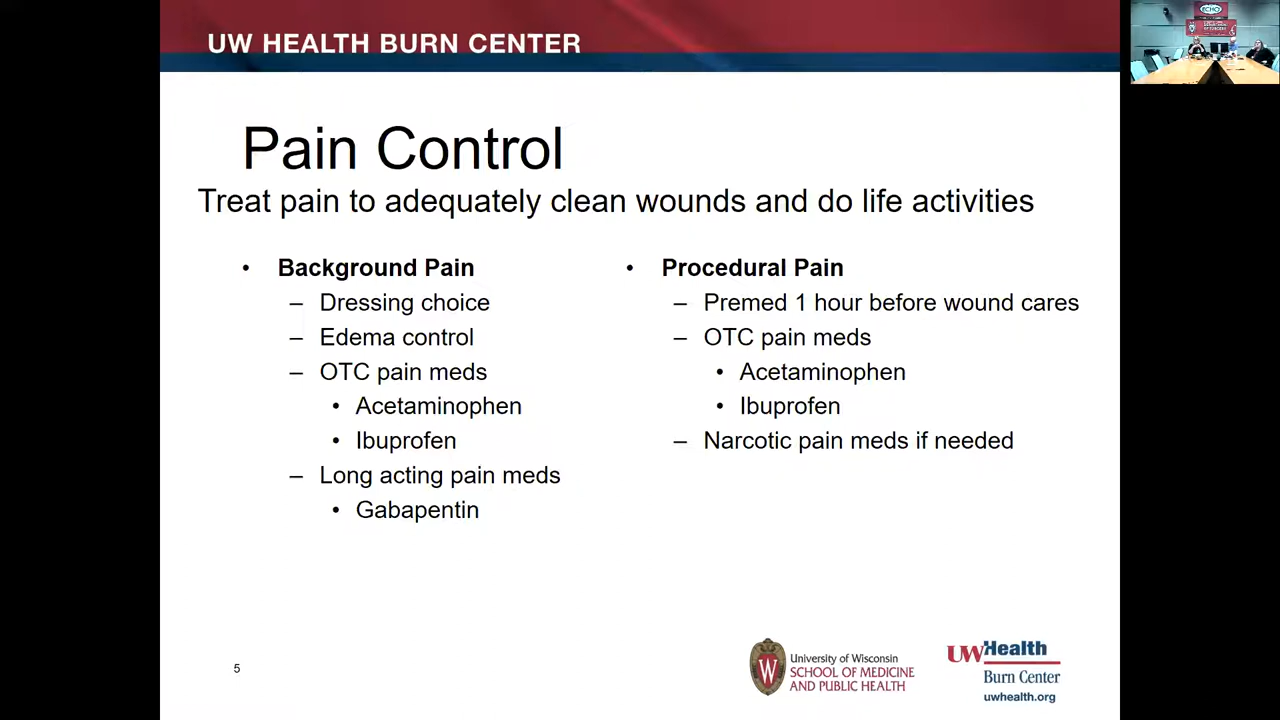 UW HEALTH BURN CENTER
Pain Control
Treat pain to adequately clean wounds and do life activities
• Background Pain
– Dressing choice
– Edema control
– OTC pain meds
• Acetaminophen
• Ibuprofen
– Long acting pain meds
• Gabapentin
• Procedural Pain
– Premed 1 hour before wound cares
– OTC pain meds
• Acetaminophen
• Ibuprofen
– Narcotic pain meds if needed
5
W
University of Wisconsin
SCHOOL OF MEDICINE
AND PUBLIC HEALTH
UWHealth
Burn Center
uwhealth.org
ECHO